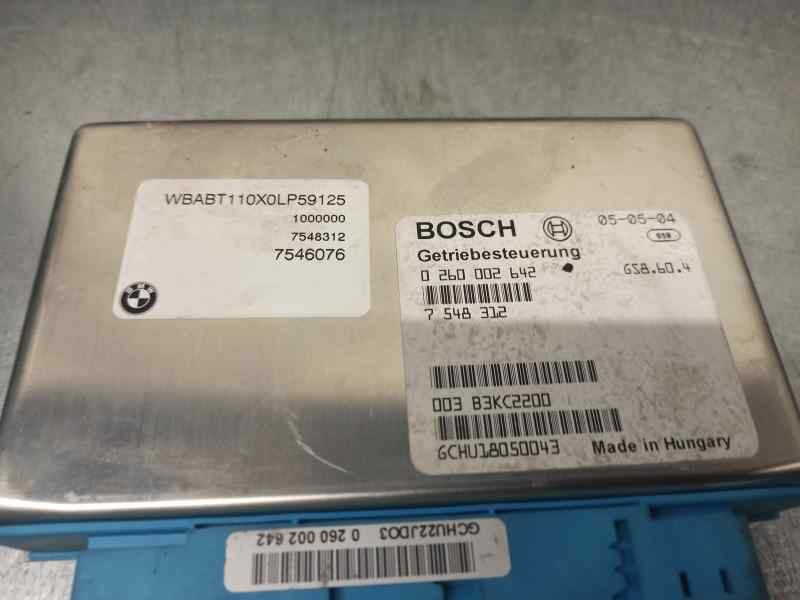 WBABT110X0LP59125
1000000
7548312
7546076
BMW
BOSCH
05-05-04
Getriebesteuerung
0 260 002 642
GS8.60.4
7 548 312
003 B3KC2200
GCHU18050043
Made in Hungary
GCHU22JD03
0 260 002 642